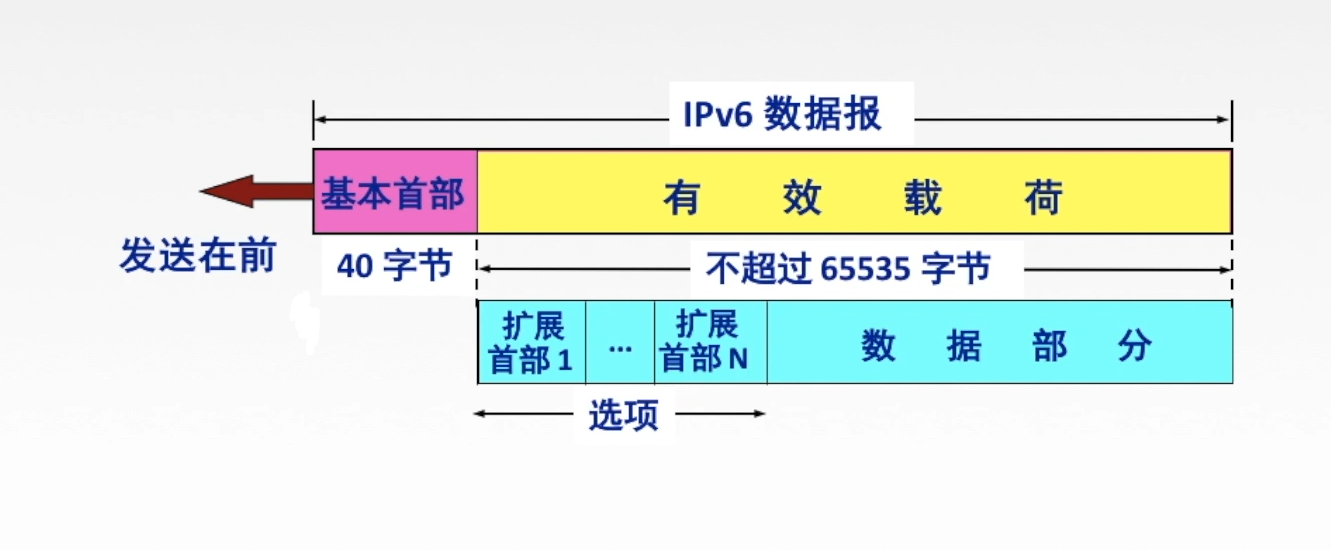 IPv6 数据报
基本首部
有效载荷
发送在前
40 字节
不超过 65535 字节
扩展
首部 1
...
扩展
首部 N
数据部分
选项